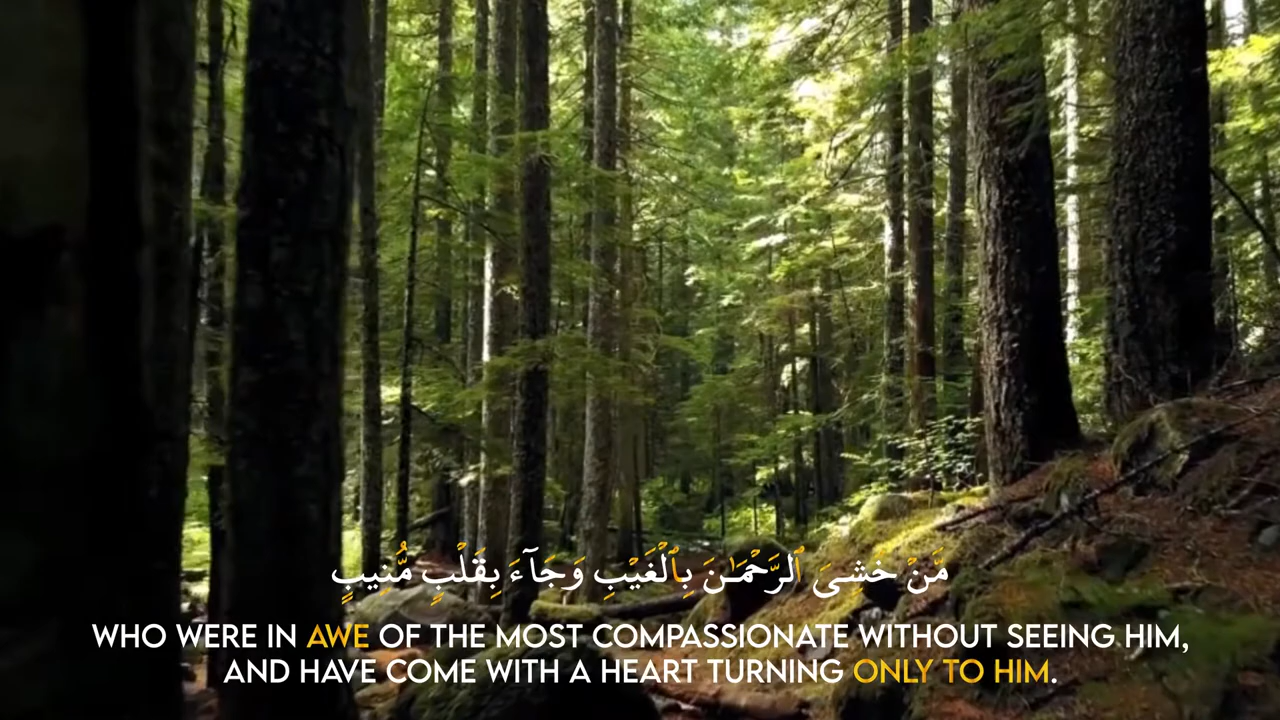 مَّنْ خَشِىَ ٱلرَّحْمَـٰنَ بِٱلْغَيْبِ وَجَآءَ بِقَلْبٍ مُّنِيبٍ
WHO WERE IN AWE OF THE MOST COMPASSIONATE WITHOUT SEEING HIM,
AND HAVE COME WITH A HEART TURNING ONLY TO HIM.